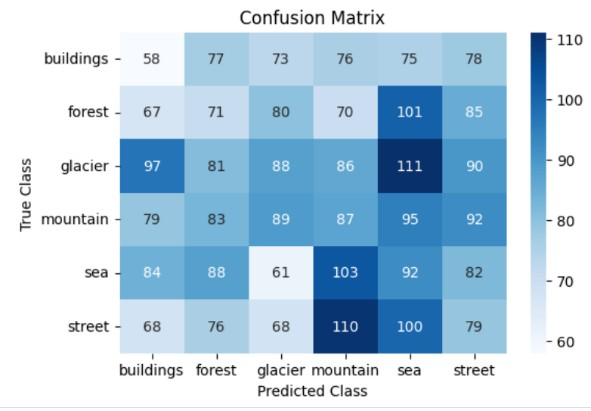 Confusion Matrix
buildings 58 77 73 76 75 78
forest 67 71 80 70 101 85
glacier 97 81 88 86 111 90
mountain 79 83 89 87 95 92
sea 84 88 61 103 92 82
street 68 76 68 110 100 79
buildings forest glacier mountain sea street
Predicted Class
True Class
110
100
90
80
70
60